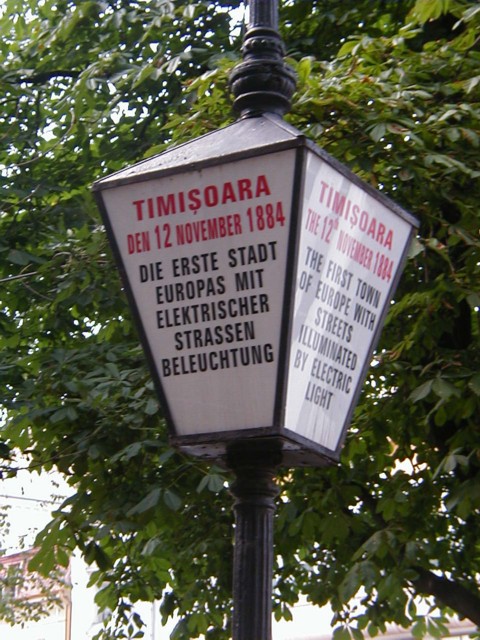 TIMIŞOARA
DEN 12 NOVEMBER 1884
DIE ERSTE STADT
EUROPAS MIT
ELEKTRISCHER
STRASSEN
BELEUCHTUNG
TIMIŞOARA
THE 12th NOVEMBER 1884
THE FIRST TOWN
OF EUROPE WITH
STREETS
ILLUMINATED
BY ELECTRIC
LIGHT